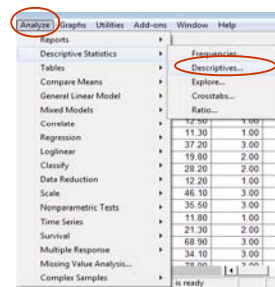 Analyze Graphs Utilities Add-ons Window Help
Reports
Descriptive Statistics
Tables
Compare Means
General Linear Model
Mixed Models
Correlate
Regression
Loglinear
Classify
Data Reduction
Scale
Nonparametric Tests
Time Series
Survival
Multiple Response
Missing Value Analysis...
Complex Samples
Frequencies...
Descriptives...
Explore...
Crosstabs...
Ratio...
12.50 1.00
11.30 1.00
37.20 3.00
19.80 2.00
28.20 2.00
12.20 1.00
46.10 3.00
35.50 3.00
11.80 1.00
21.30 2.00
68.90 3.00
34.10 3.00
is ready